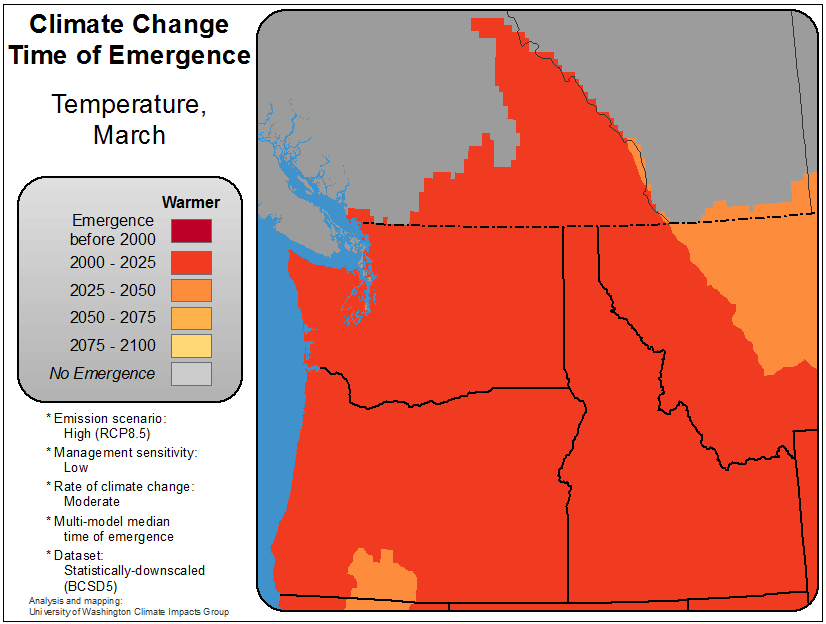 Climate Change
Time of Emergence
Temperature,
March
Warmer
Emergence
before 2000
2000 - 2025
2025 - 2050
2050 - 2075
2075 - 2100
No Emergence
* Emission scenario:
High (RCP8.5)
* Management sensitivity:
Low
* Rate of climate change:
Moderate
* Multi-model median
time of emergence
* Dataset:
Statistically-downscaled
(BCSD5)
Analysis and mapping:
University of Washington Climate Impacts Group